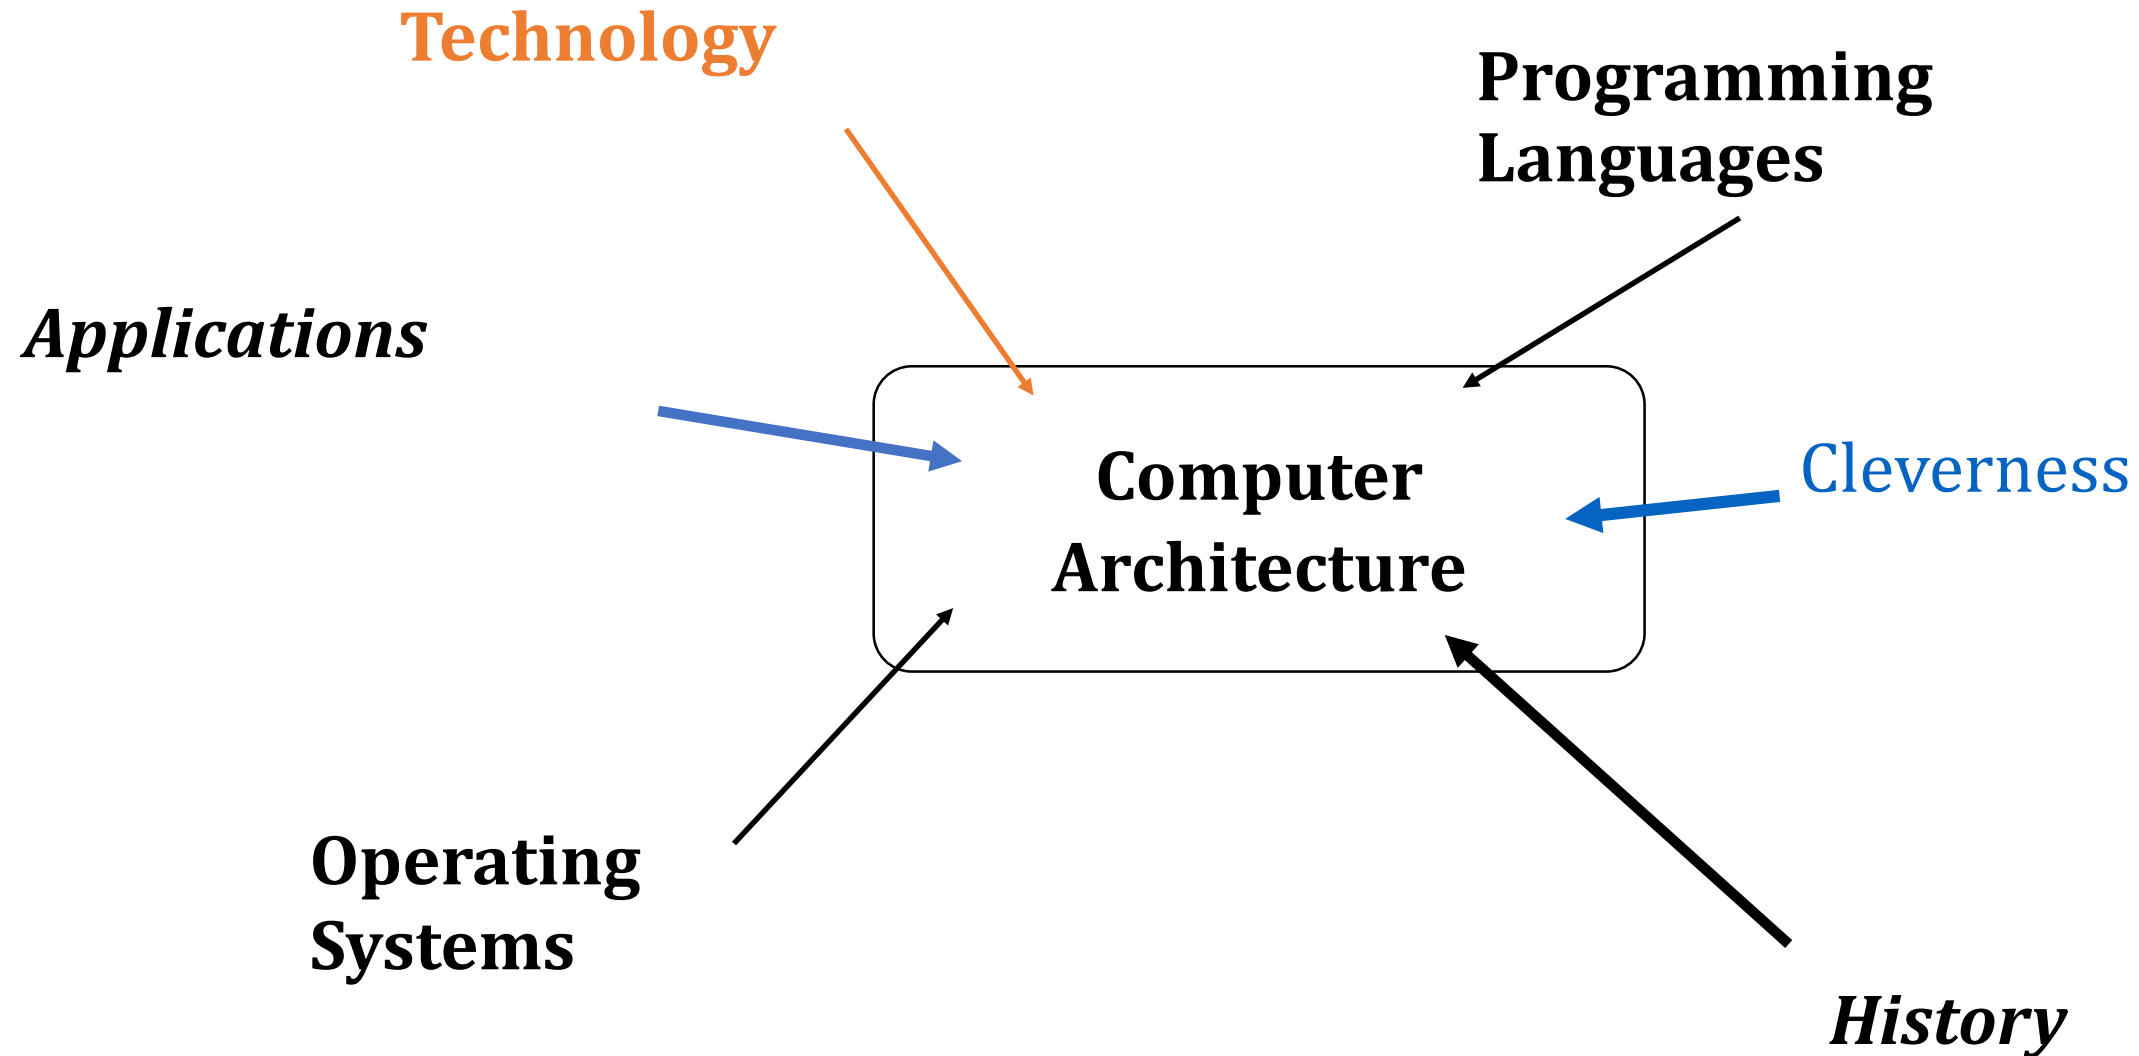 Technology
Programming
Languages
Applications
Cleverness
Computer
Architecture
Operating
Systems
History